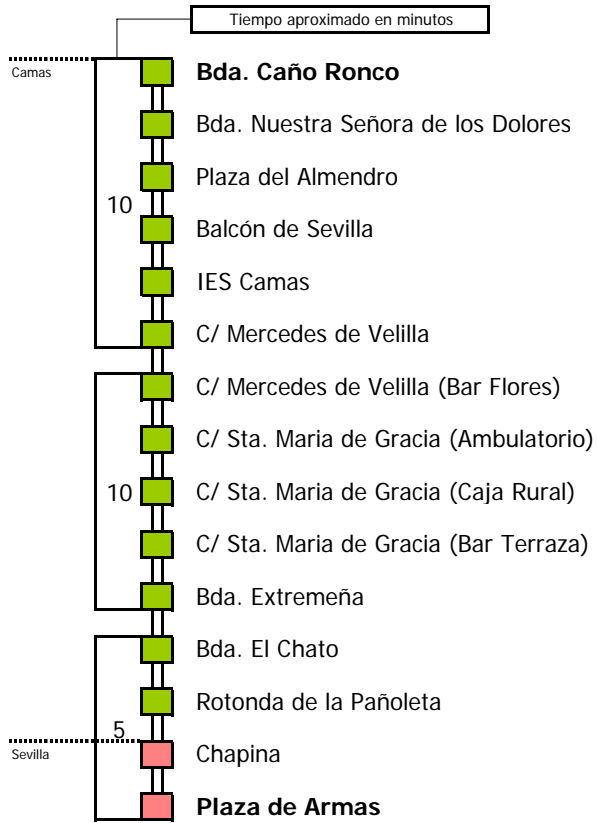 Tiempo aproximado en minutos
Camas
Bda. Caño Ronco
Bda. Nuestra Señora de los Dolores
Plaza del Almendro
10
Balcón de Sevilla
IES Camas
C/ Mercedes de Velilla
C/ Mercedes de Velilla (Bar Flores)
C/ Sta. Maria de Gracia (Ambulatorio)
10
C/ Sta. Maria de Gracia (Caja Rural)
C/ Sta. Maria de Gracia (Bar Terraza)
Bda. Extremeña
Bda. El Chato
Rotonda de la Pañoleta
5
Sevilla
Chapina
Plaza de Armas